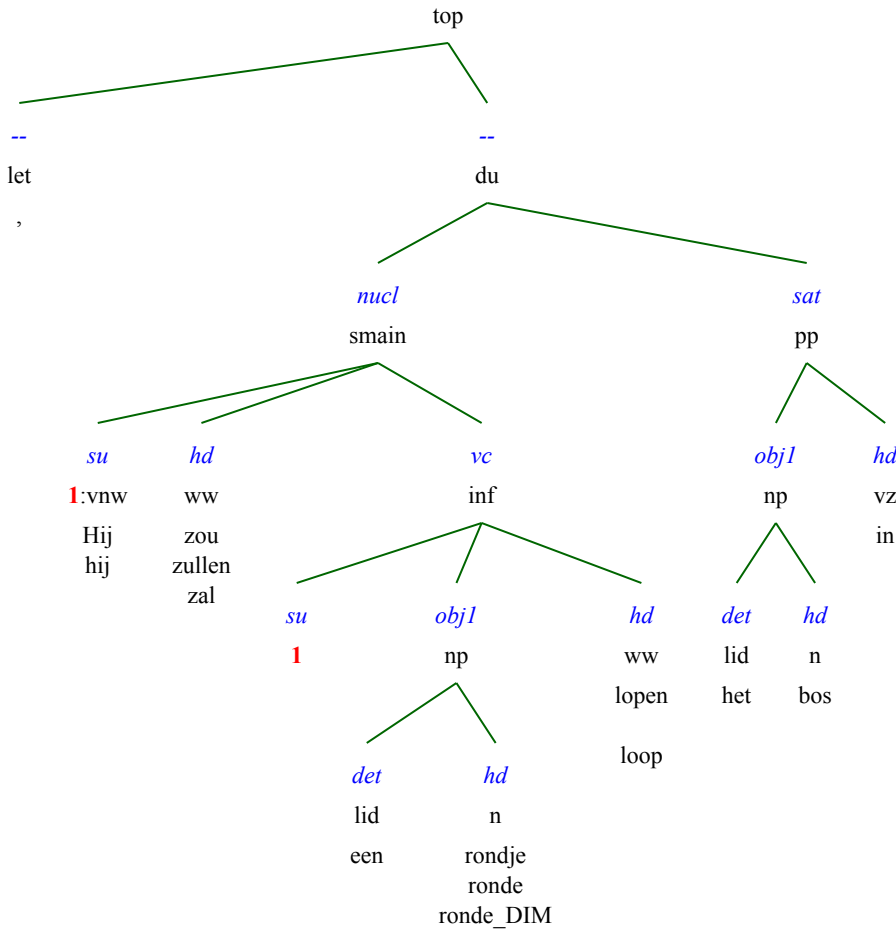 top
-- --
let du
,
nucl sat
smain pp
su hd vc obj1 hd
1:vnw ww inf np vz
Hij zou in
hij zullen
zal
su obj1 hd det hd
1 np ww lid n
lopen het bos
loop
det hd
lid n
een rondje
ronde
ronde_DIM